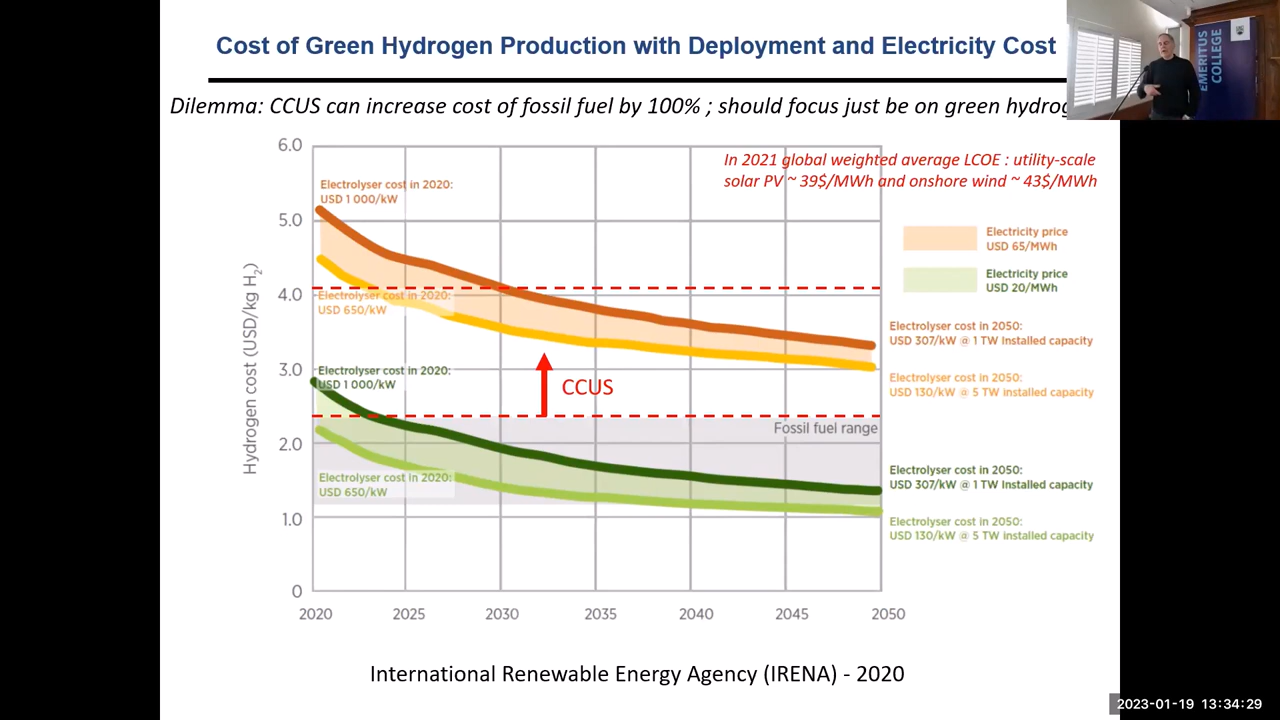 Cost of Green Hydrogen Production with Deployment and Electricity Cost
EMERITUS
COLLEGE
Dilemma: CCUS can increase cost of fossil fuel by 100% ; should focus just be on green
In 2021 global weighted average LCOE : utility-scale
solar PV ~ 39$/MWh and onshore wind ~ 43$/MWh
Hydrogen cost (USD/kg H₂)
6.0
5.0
4.0
3.0
2.0
1.0
0
Electrolyser cost in 2020:
USD 1 000/kW
Electrolyser cost in 2020:
USD 650/kW
Electrolyser cost in 2020:
USD 1 000/kW
Electrolyser cost in 2020:
USD 650/kW
CCUS
Fossil fuel range
Electricity price
USD 65/MWh
Electricity price
USD 20/MWh
Electrolyser cost in 2050:
USD 307/kW @ 1 TW Installed capacity
Electrolyser cost in 2050:
USD 130/kW @ 5 TW installed capacity
Electrolyser cost in 2050:
USD 307/kW @ 1 TW Installed capacity
Electrolyser cost in 2050:
USD 130/kW @ 5 TW installed capacity
2020 2025 2030 2035 2040 2045 2050
International Renewable Energy Agency (IRENA) - 2020
2023-01-19 13:34:29